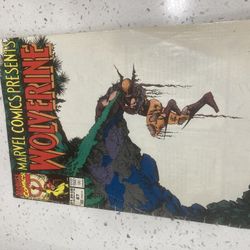 MARVEL COMICS PRESENTS
WOLVERINE